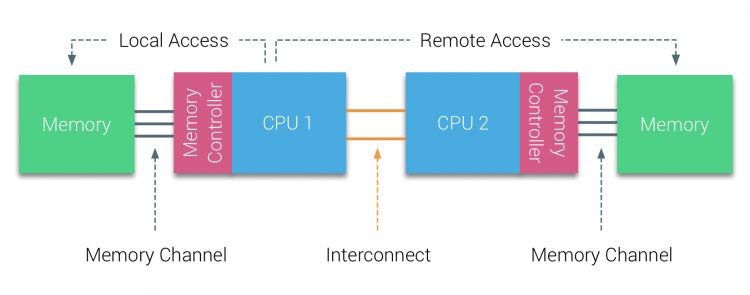 Local Access
Remote Access
Memory
Memory
Controller
CPU 1
CPU 2
Memory
Controller
Memory
Memory Channel
Interconnect
Memory Channel